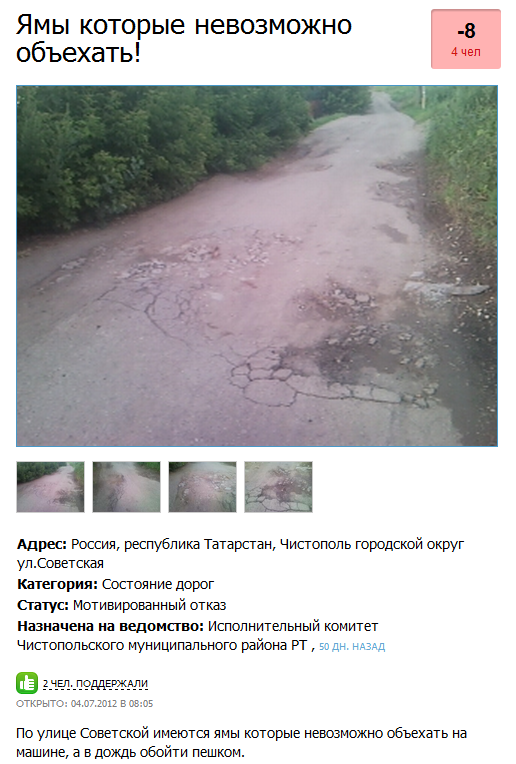 Ямы которые невозможно
объехать!
-8
4 чел
Адрес: Россия, республика Татарстан, Чистополь городской округ
ул.Советская
Категория: Состояние дорог
Статус: Мотивированный отказ
Назначена на ведомство: Исполнительный комитет
Чистопольского муниципального района РТ , 50 ДН. НАЗАД
2 ЧЕЛ. ПОДДЕРЖАЛИ
ОТКРЫТО: 04.07.2012 В 08:05
По улице Советской имеются ямы которые невозможно объехать на
машине, а в дождь обойти пешком.